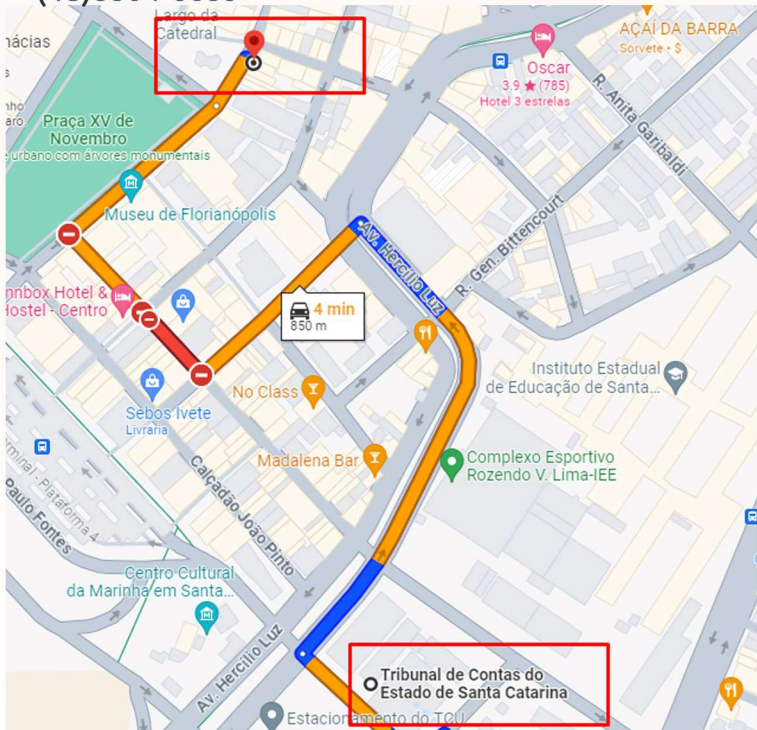 Largo da
Catedral
AÇAÍ DA BARRA
Sorvete • $
Oscar
3.9 ★ (785)
Hotel 3 estrelas
R. Anita Garibaldi
nácias
Praça XV de
Novembro
e urbano com árvores monumentais
Museu de Florianópolis
Av. Hercílio Luz
R. Gen. Bittencourt
nnbox Hotel &
Hostel - Centro
4 min
850 m
Instituto Estadual
de Educação de Santa...
No Class
Sebos Ivete
Livraria
Madalena Bar
Complexo Esportivo
Rozendo V. Lima-IEE
Calçadão João Pinto
erminal - Plataforma 4
Paulo Fontes
Centro Cultural
da Marinha em Santa...
Av. Hercílio Luz
Tribunal de Contas do
Estado de Santa Catarina
Estacionamento do TCU